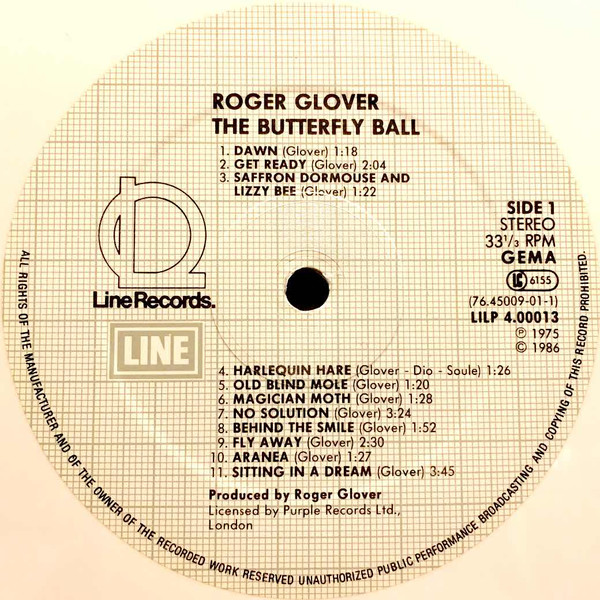 ROGER GLOVER
THE BUTTERFLY BALL
1. DAWN (Glover) 1:18
2. GET READY (Glover) 2:04
3. SAFFRON DORMOUSE AND
LIZZY BEE (Glover) 1:22
SIDE 1
STEREO
33 1/3 RPM
GEMA
LC 6155
(76.45009-01-1)
LILP 4.00013
℗ 1975
© 1986
Line Records.
LINE
4. HARLEQUIN HARE (Glover - Dio - Soule) 1:26
5. OLD BLIND MOLE (Glover) 1:20
6. MAGICIAN MOTH (Glover) 1:28
7. NO SOLUTION (Glover) 3:24
8. BEHIND THE SMILE (Glover) 1:52
9. FLY AWAY (Glover) 2:30
10. ARANEA (Glover) 1:27
11. SITTING IN A DREAM (Glover) 3:45
Produced by Roger Glover
Licensed by Purple Records Ltd.,
London
ALL RIGHTS OF THE MANUFACTURER AND OF THE OWNER OF THE RECORDED WORK RESERVED UNAUTHORIZED PUBLIC PERFORMANCE BROADCASTING AND COPYING OF THIS RECORD PROHIBITED.